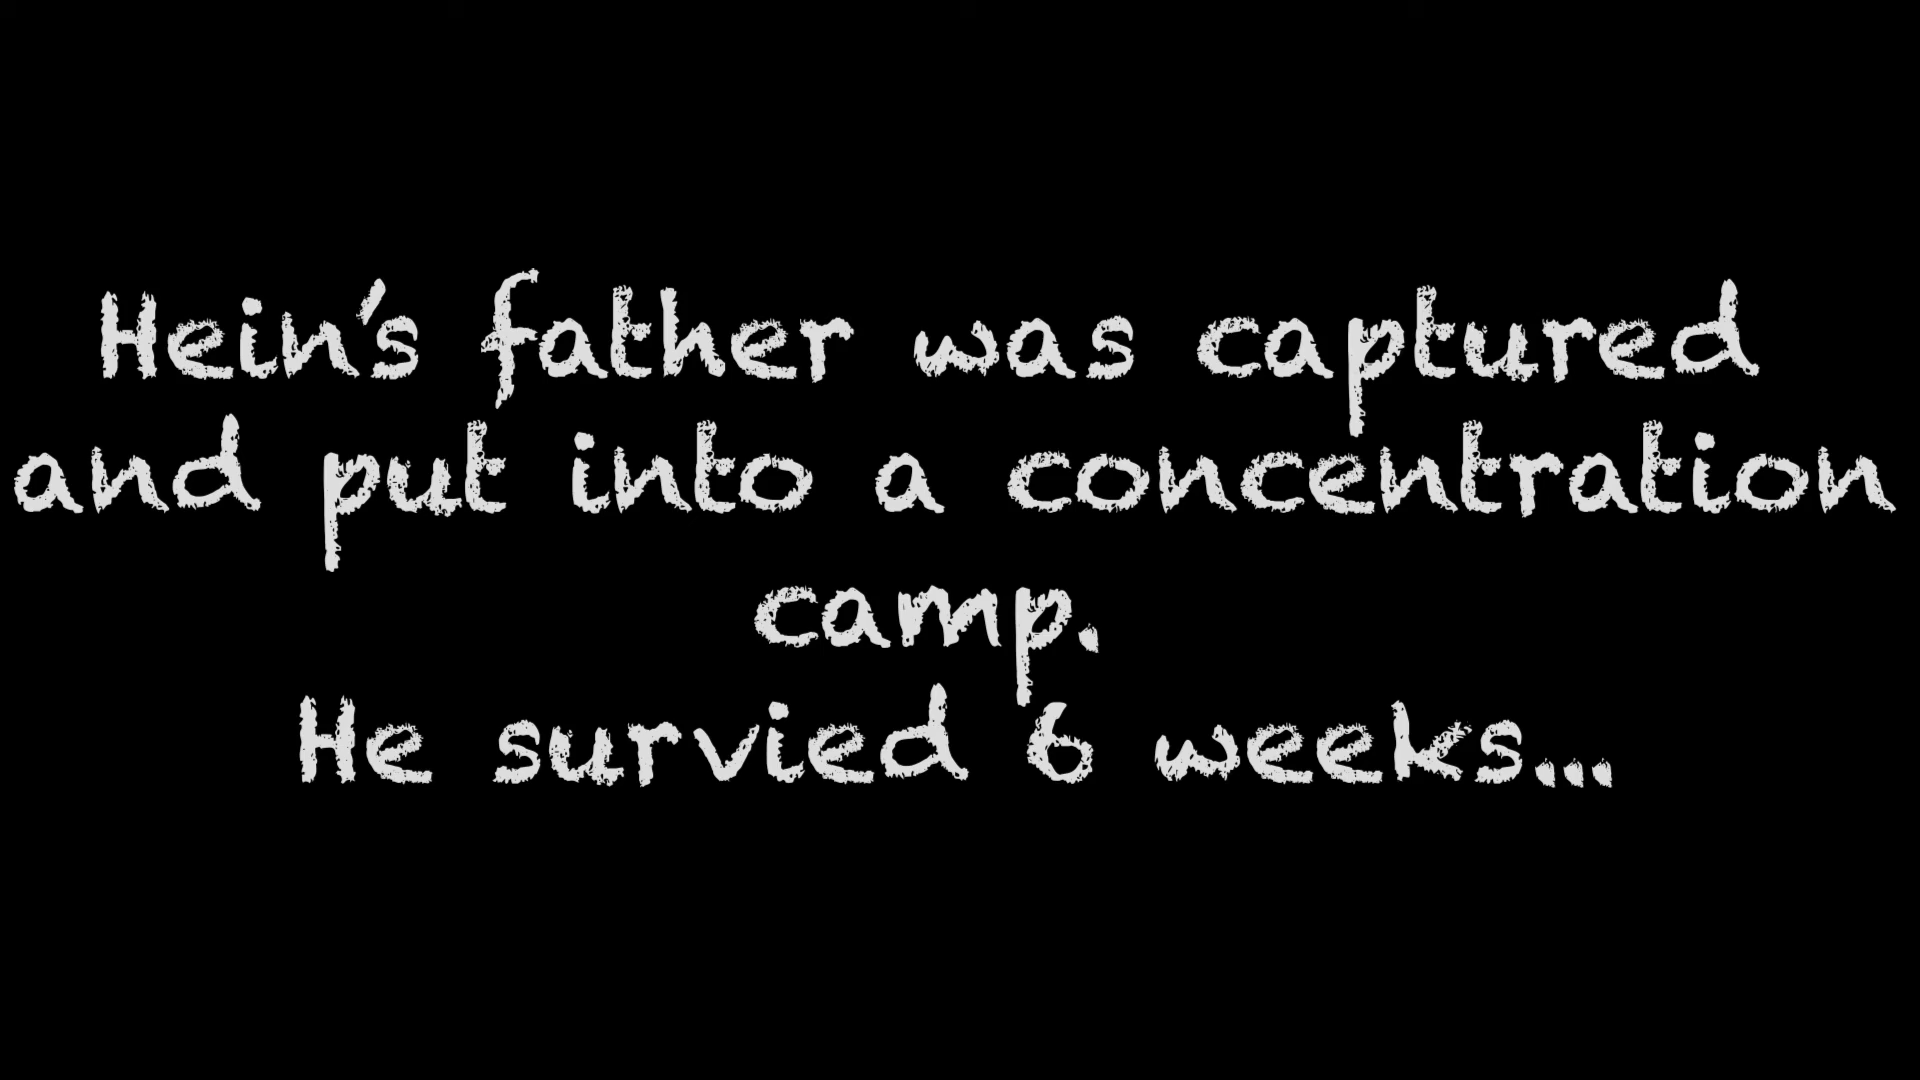 Hein's father was captured
and put into a concentration
camp.
He survied 6 weeks...